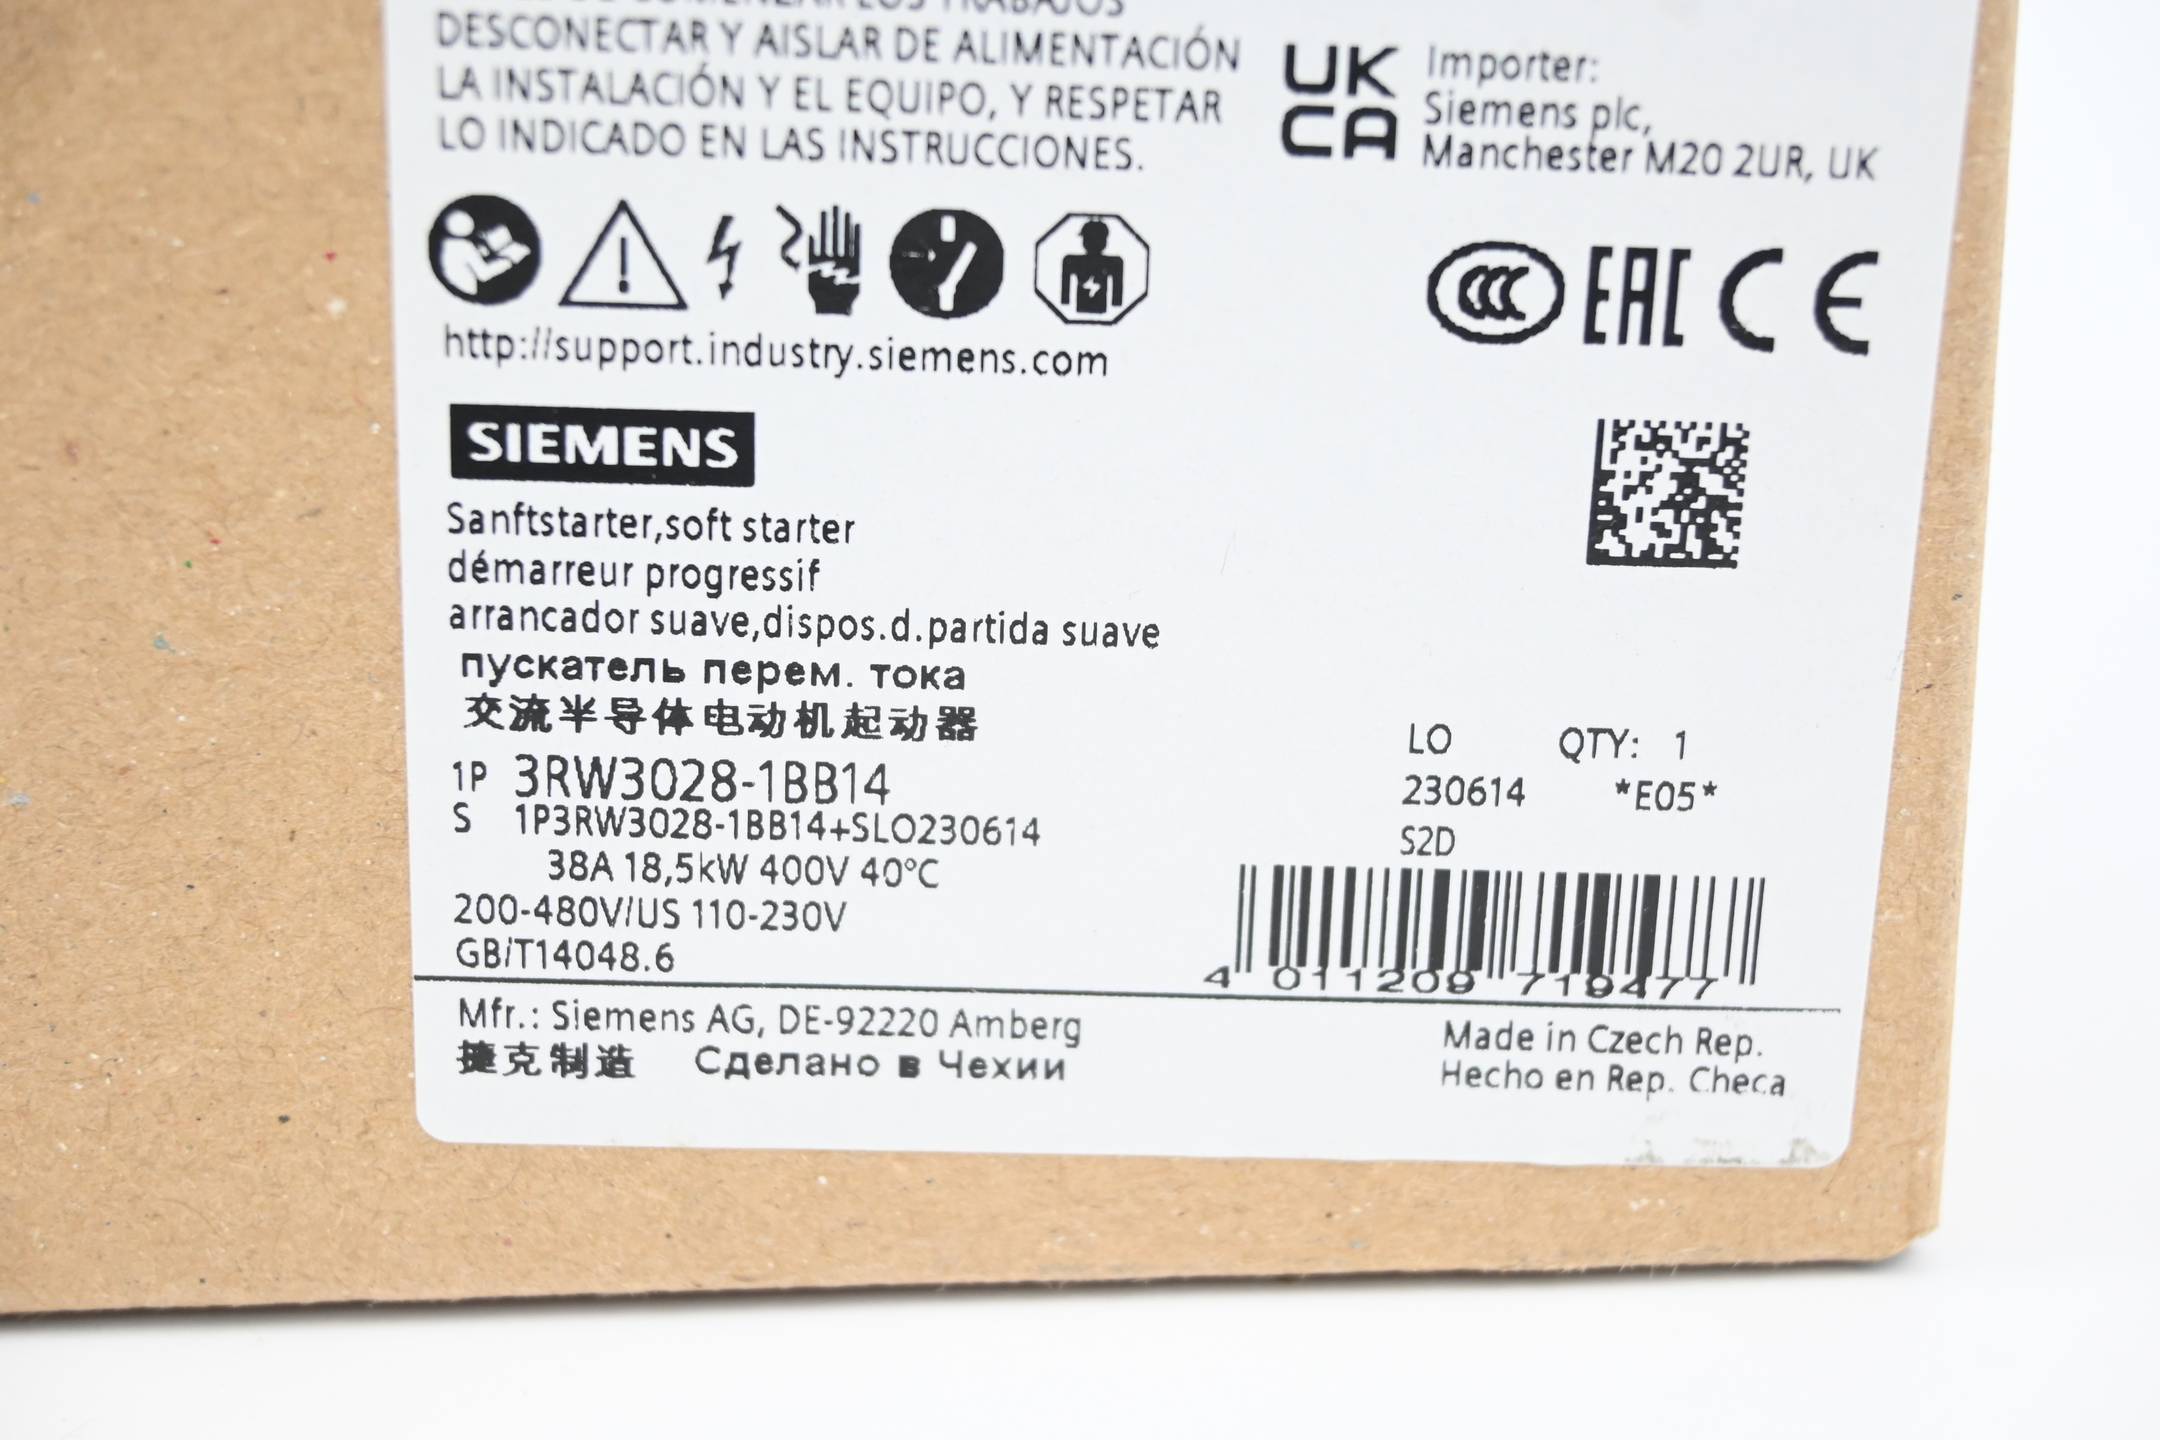 DESCONECTAR Y AISLAR DE ALIMENTACIÓN
LA INSTALACIÓN Y EL EQUIPO, Y RESPETAR
LO INDICADO EN LAS INSTRUCCIONES.
UK
CA
Importer:
Siemens plc,
Manchester M20 2UR, UK
CCC EAC CE
http://support.industry.siemens.com
SIEMENS
Sanftstarter,soft starter
démarreur progressif
arrancador suave,dispos.d.partida suave
пускатель перем. тока
交流半导体电动机起动器
1P 3RW3028-1BB14
S 1P3RW3028-1BB14+SLO230614
38A 18,5kW 400V 40°C
200-480V/US 110-230V
GB/T14048.6
LO QTY: 1
230614 *E05*
S2D
4 011209 719477
Mfr.: Siemens AG, DE-92220 Amberg
捷克制造 Сделано в Чехии
Made in Czech Rep.
Hecho en Rep. Checa